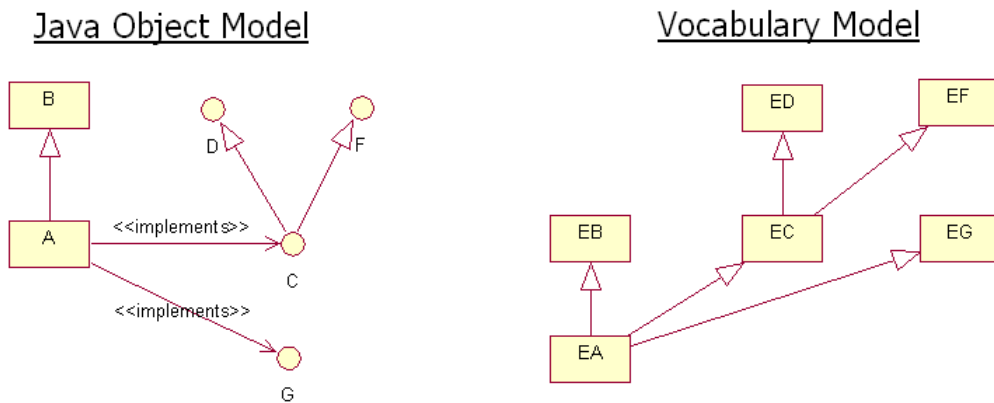 Java Object Model
Vocabulary Model
B
D
F
A
<<implements>>
C
<<implements>>
G
ED
EF
EB
EC
EG
EA